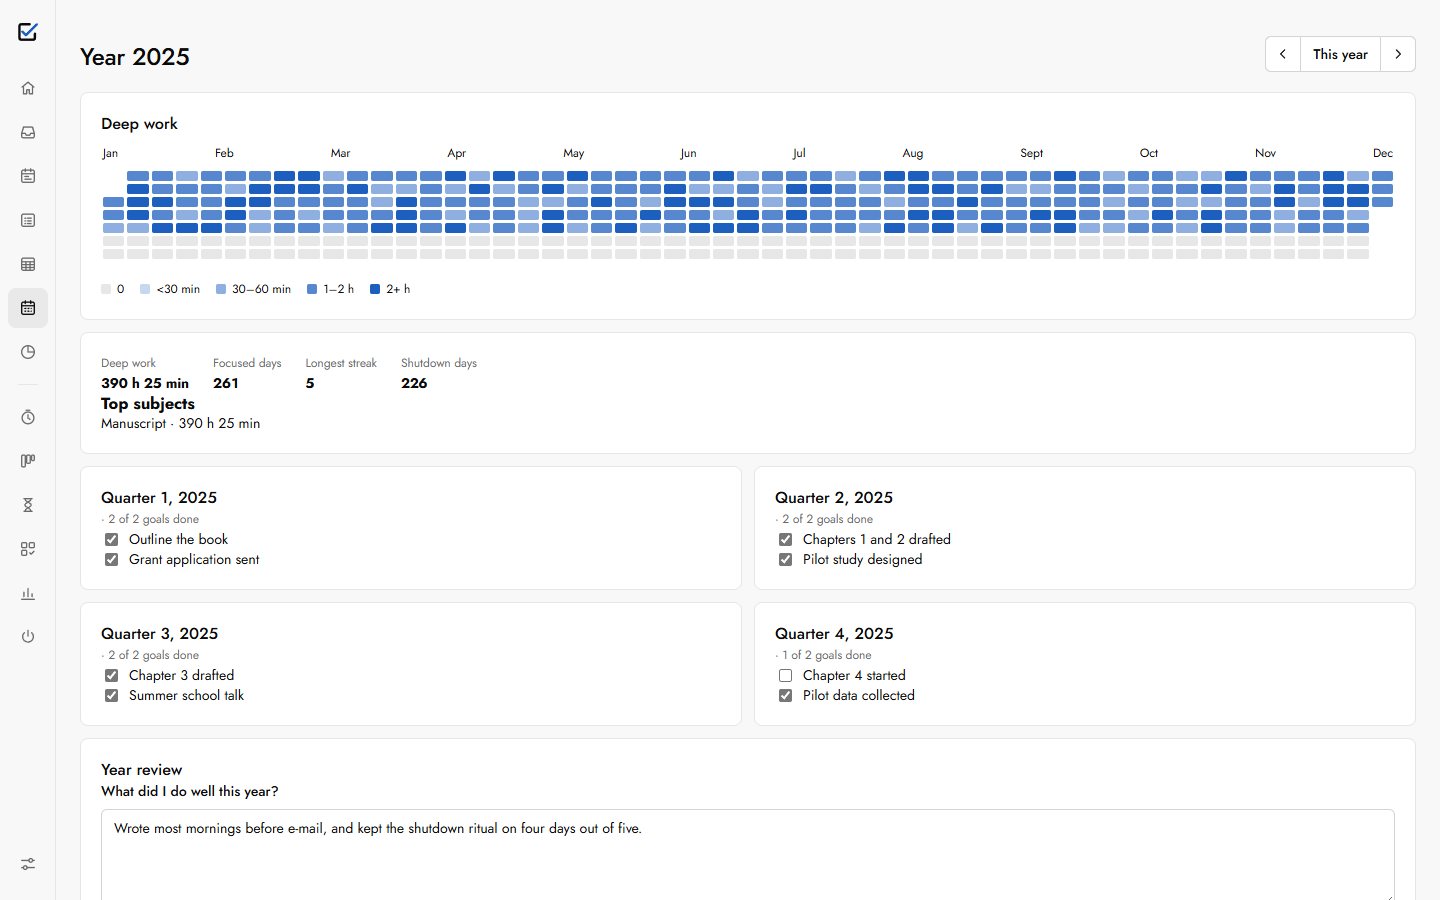 Year 2025
This year
Deep work
Jan Feb Mar Apr May Jun Jul Aug Sept Oct Nov Dec
0 <30 min 30–60 min 1–2 h 2+ h
Deep work Focused days Longest streak Shutdown days
390 h 25 min 261 5 226
Top subjects
Manuscript · 390 h 25 min
Quarter 1, 2025
· 2 of 2 goals done
Outline the book
Grant application sent
Quarter 2, 2025
· 2 of 2 goals done
Chapters 1 and 2 drafted
Pilot study designed
Quarter 3, 2025
· 2 of 2 goals done
Chapter 3 drafted
Summer school talk
Quarter 4, 2025
· 1 of 2 goals done
Chapter 4 started
Pilot data collected
Year review
What did I do well this year?
Wrote most mornings before e-mail, and kept the shutdown ritual on four days out of five.